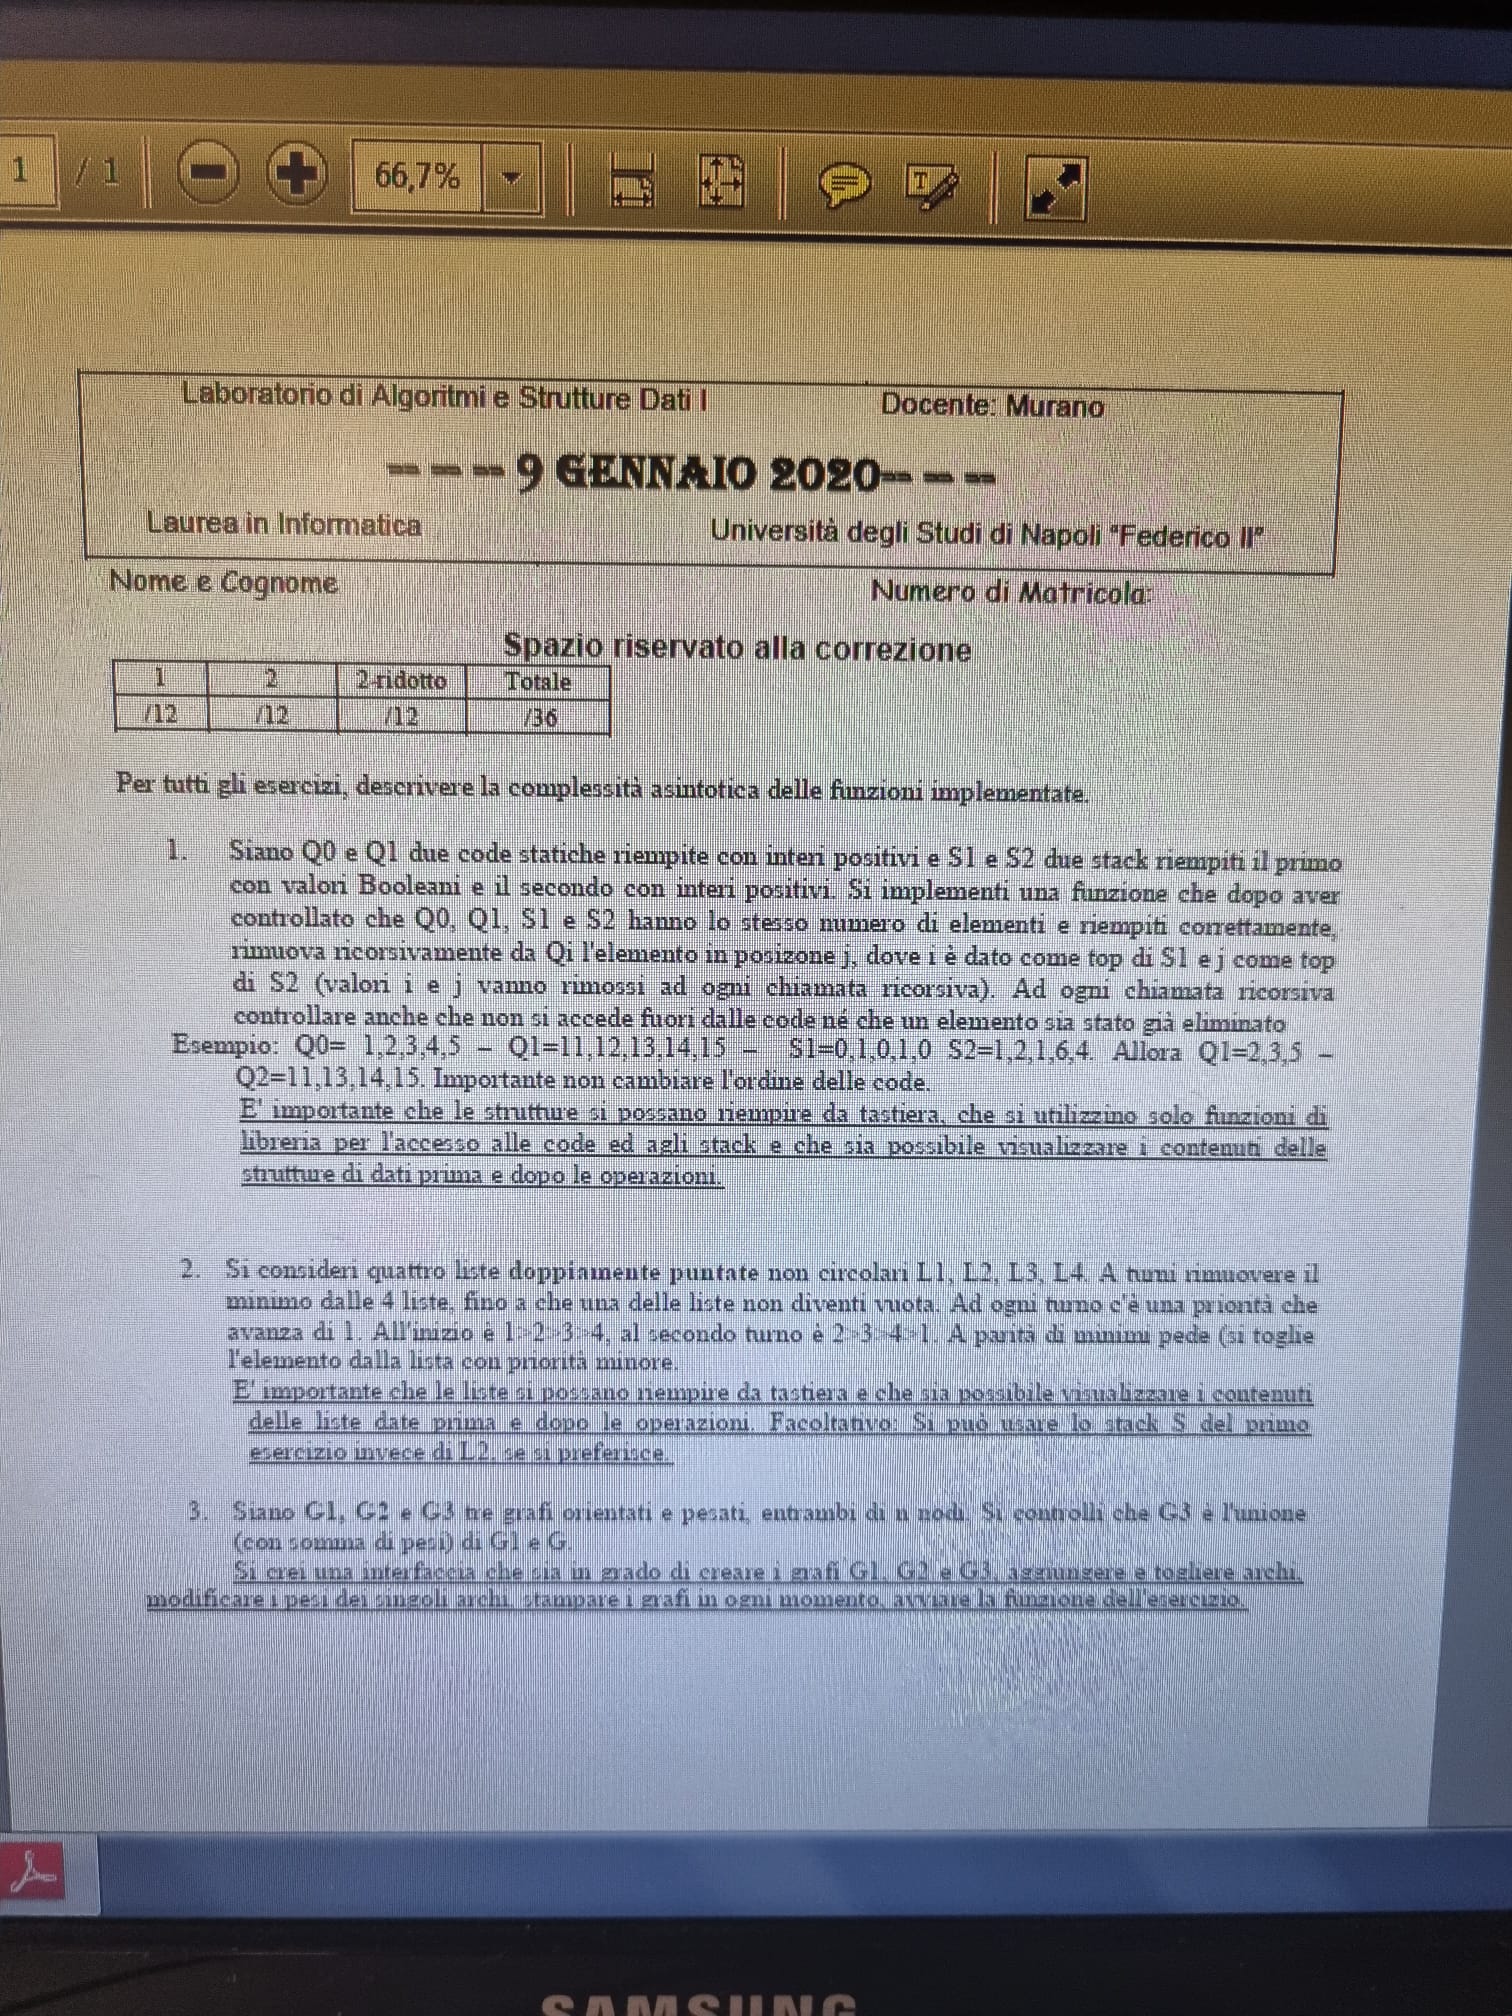 1 / 1 66,7%
Laboratorio di Algoritmi e Strutture Dati I Docente: Murano
-- -- -- 9 GENNAIO 2020-- -- --
Laurea in Informatica Università degli Studi di Napoli "Federico II"
Nome e Cognome Numero di Matricola:
Spazio riservato alla correzione
1 2 2-ridotto Totale
/12 /12 /12 /36
Per tutti gli esercizi, descrivere la complessità asintotica delle funzioni implementate.
1. Siano Q0 e Q1 due code statiche riempite con interi positivi e S1 e S2 due stack riempiti il primo
con valori Booleani e il secondo con interi positivi. Si implementi una funzione che dopo aver
controllato che Q0, Q1, S1 e S2 hanno lo stesso numero di elementi e riempiti correttamente,
rimuova ricorsivamente da Qi l'elemento in posizone j, dove i è dato come top di S1 e j come top
di S2 (valori i e j vanno rimossi ad ogni chiamata ricorsiva). Ad ogni chiamata ricorsiva
controllare anche che non si accede fuori dalle code né che un elemento sia stato già eliminato
Esempio: Q0= 1,2,3,4,5 – Q1=11,12,13,14,15 – S1=0,1,0,1,0 S2=1,2,1,6,4. Allora Q1=2,3,5 –
Q2=11,13,14,15. Importante non cambiare l'ordine delle code.
E' importante che le strutture si possano riempire da tastiera, che si utilizzino solo funzioni di
libreria per l'accesso alle code ed agli stack e che sia possibile visualizzare i contenuti delle
strutture di dati prima e dopo le operazioni.
2. Si consideri quattro liste doppiamente puntate non circolari L1, L2, L3, L4. A turni rimuovere il
minimo dalle 4 liste, fino a che una delle liste non diventi vuota. Ad ogni turno c'è una priorità che
avanza di 1. All'inizio è 1>2>3>4, al secondo turno è 2>3>4>1. A parità di minimi pede (si toglie
l'elemento dalla lista con priorità minore.
E' importante che le liste si possano riempire da tastiera e che sia possibile visualizzare i contenuti
delle liste date prima e dopo le operazioni. Facoltativo: Si può usare lo stack S del primo
esercizio invece di L2, se si preferisce.
3. Siano G1, G2 e G3 tre grafi orientati e pesati, entrambi di n nodi. Si controlli che G3 è l'unione
(con somma di pesi) di G1 e G.
Si crei una interfaccia che sia in grado di creare i grafi G1, G2 e G3, aggiungere e togliere archi,
modificare i pesi dei singoli archi, stampare i grafi in ogni momento, avviare la funzione dell'esercizio.
SAMSUNG